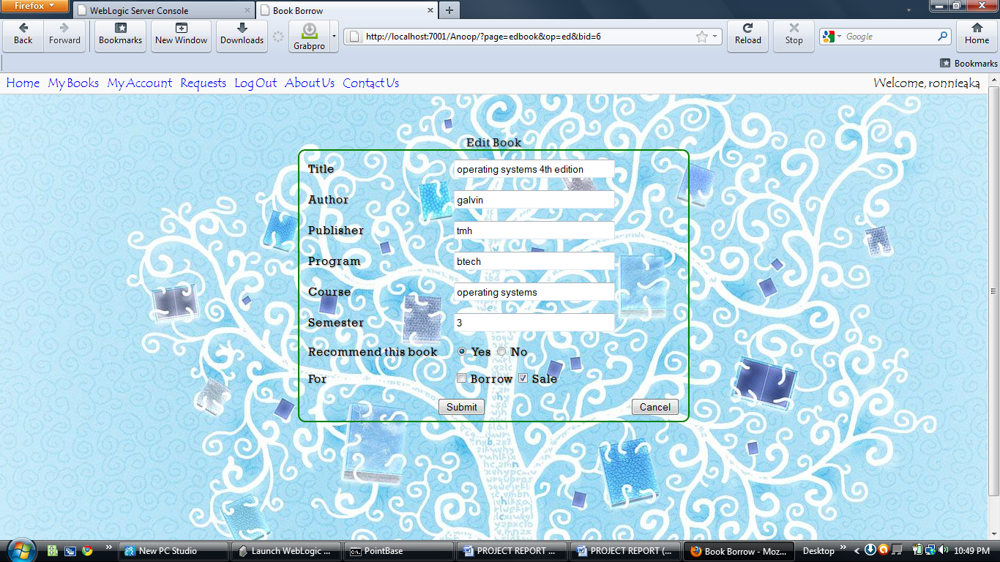 Firefox
WebLogic Server Console
Book Borrow
Back
Forward
Bookmarks
New Window
Downloads
Grabpro
http://localhost:7001/Anoop/?page=edbook&op=ed&bid=6
Reload
Stop
Google
Home
Bookmarks
Home My Books My Account Requests Log Out About Us Contact Us
Welcome, ronnieaka
Edit Book
Title operating systems 4th edition
Author galvin
Publisher tmh
Program btech
Course operating systems
Semester 3
Recommend this book Yes No
For Borrow Sale
Submit Cancel
New PC Studio
Launch WebLogic ...
C:\
PointBase
PROJECT REPORT ...
PROJECT REPORT (...
Book Borrow - Moz...
Desktop
10:49 PM